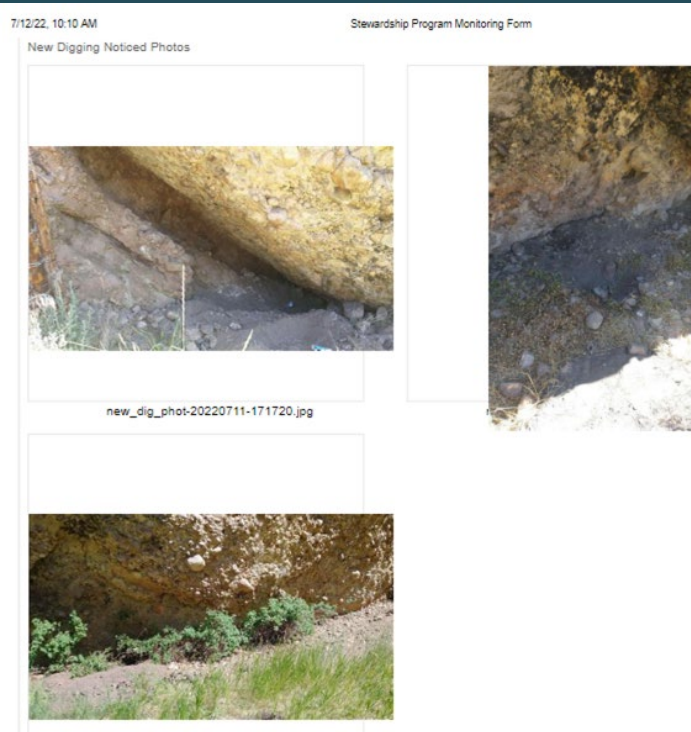 7/12/22, 10:10 AM Stewardship Program Monitoring Form
New Digging Noticed Photos
new_dig_phot-20220711-171720.jpg